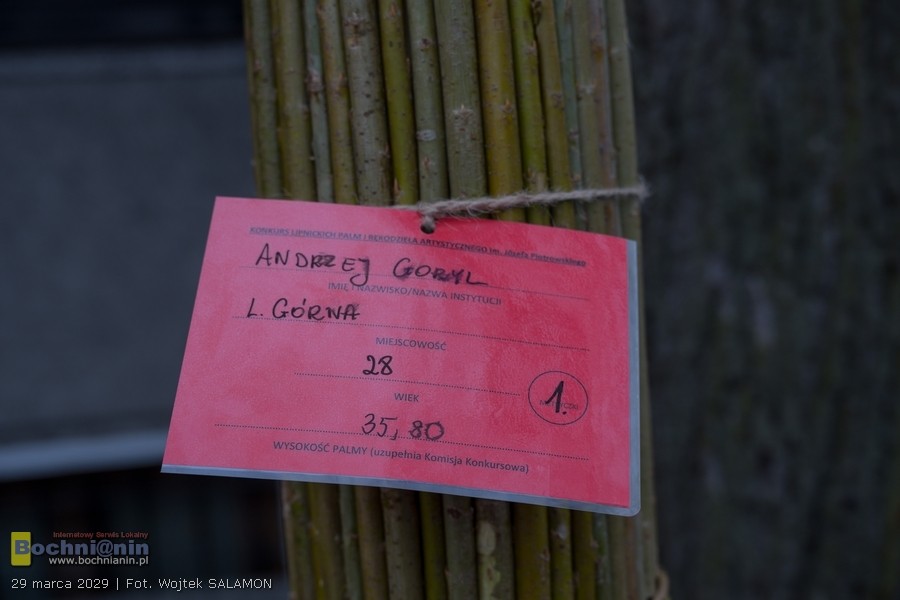 KONKURS LIPNICKICH PALM I RĘKODZIEŁA ARTYSTYCZNEGO im. Józefa Piotrowskiego
ANDRZEJ GORYL
IMIĘ I NAZWISKO/NAZWA INSTYTUCJI
L. GÓRNA
MIEJSCOWOŚĆ
28
1.
WIEK
35,80
WYSOKOŚĆ PALMY (uzupełnia Komisja Konkursowa)
Internetowy Serwis Lokalny
Bochni@nin
www.bochnianin.pl
29 marca 2029 | Fot. Wojtek SALAMON